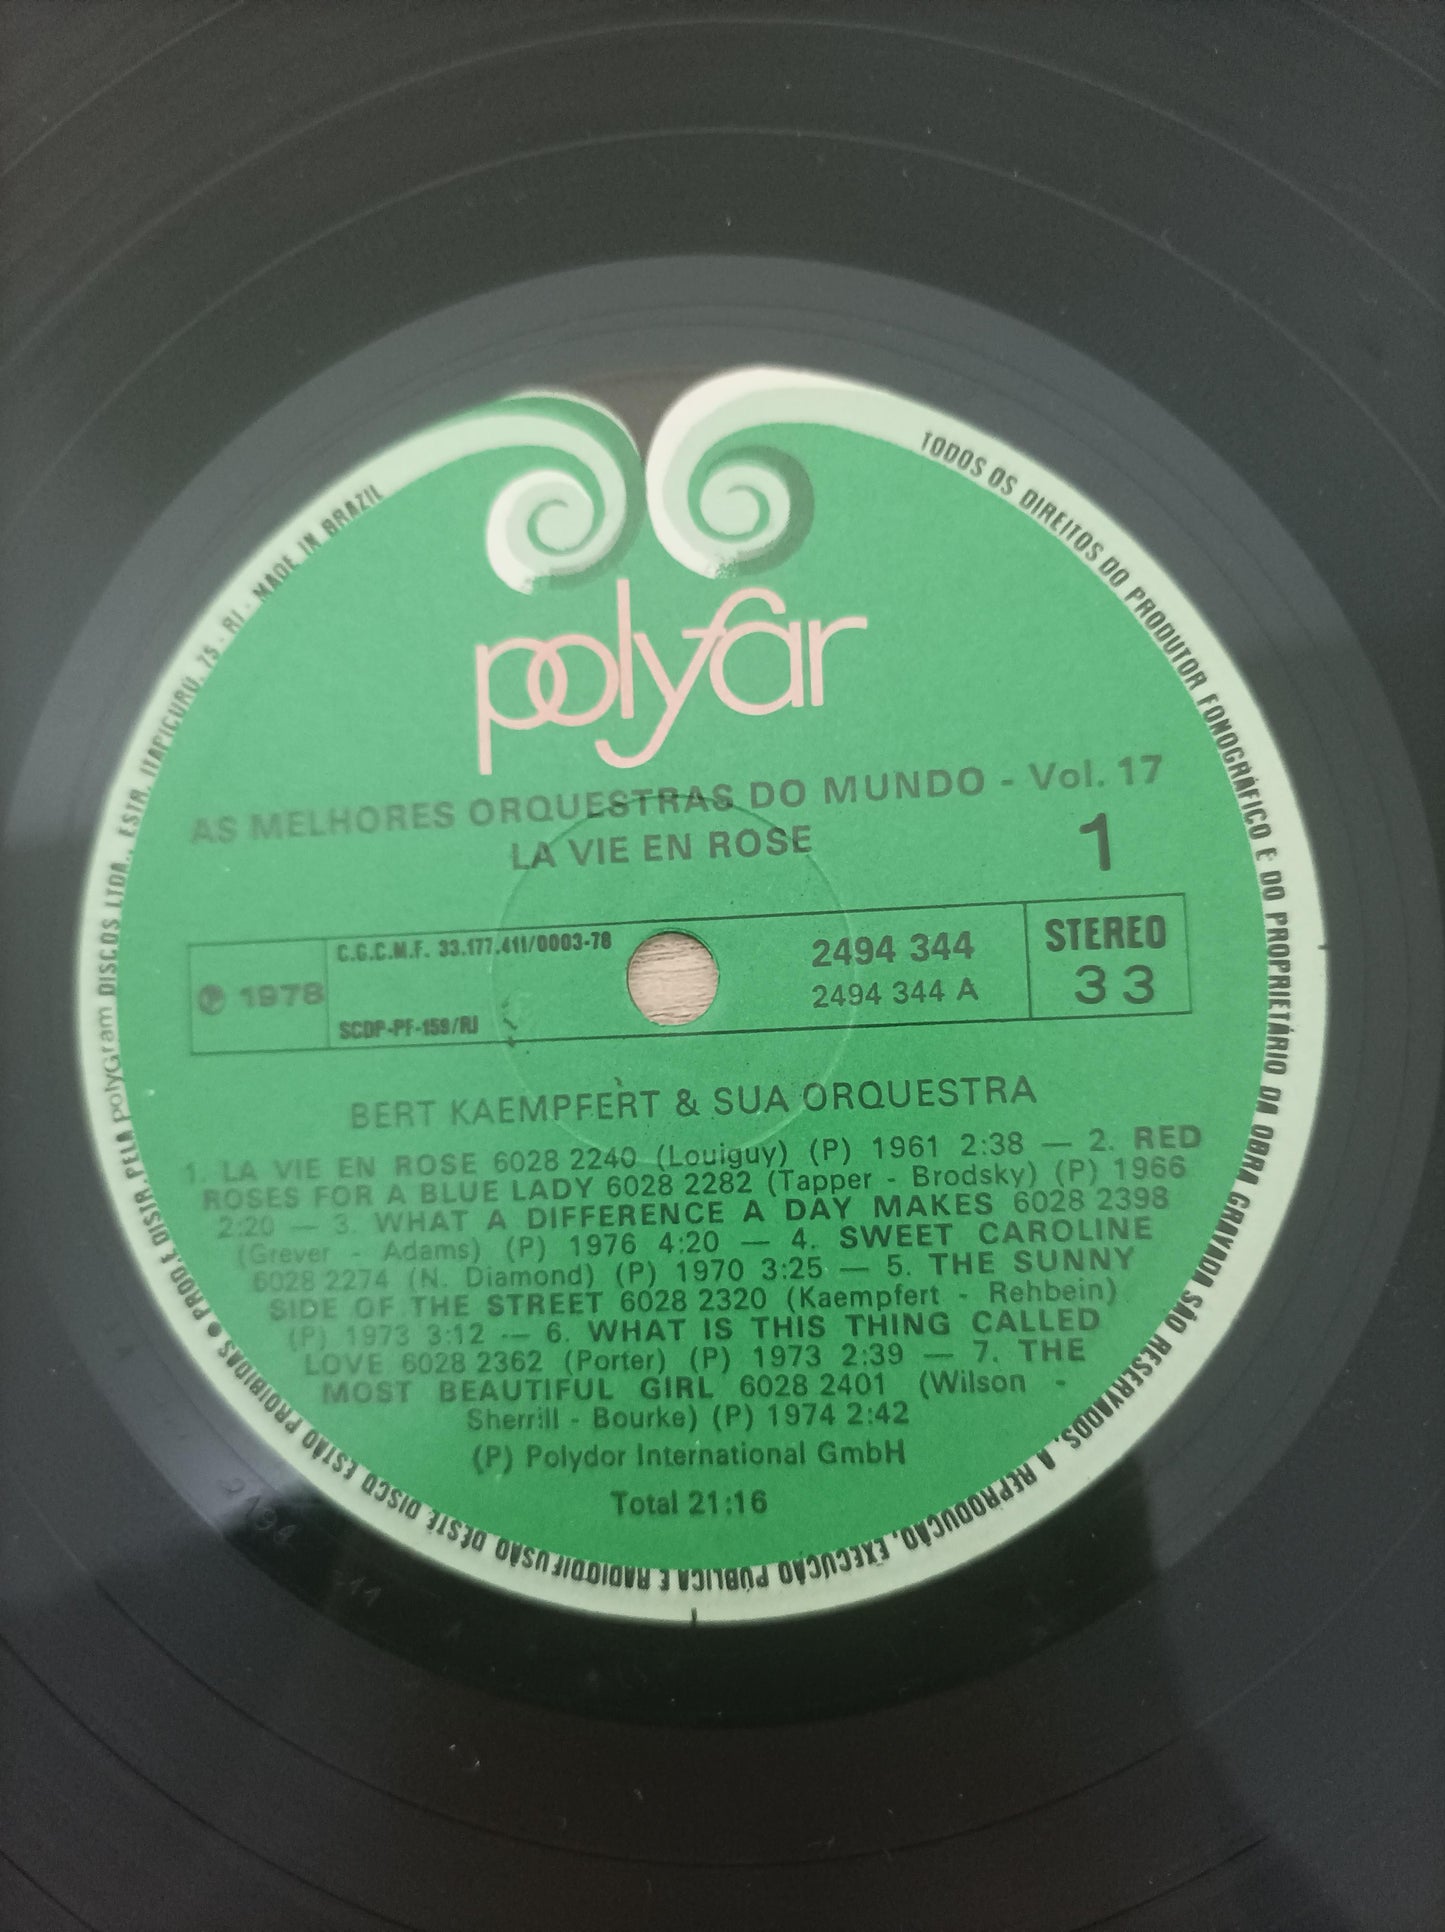 polyfar
AS MELHORES ORQUESTRAS DO MUNDO - Vol. 17
LA VIE EN ROSE
1
℗ 1978
C.G.C.M.F. 33.177.411/0003-78
SCDP-PF-159/RJ
2494 344
2494 344 A
STEREO
33
BERT KAEMPFERT & SUA ORQUESTRA
1. LA VIE EN ROSE 6028 2240 (Louiguy) (P) 1961 2:38 — 2. RED
ROSES FOR A BLUE LADY 6028 2282 (Tapper - Brodsky) (P) 1966
2:20 — 3. WHAT A DIFFERENCE A DAY MAKES 6028 2398
(Grever - Adams) (P) 1976 4:20 — 4. SWEET CAROLINE
6028 2274 (N. Diamond) (P) 1970 3:25 — 5. THE SUNNY
SIDE OF THE STREET 6028 2320 (Kaempfert - Rehbein)
(P) 1973 3:12 — 6. WHAT IS THIS THING CALLED
LOVE 6028 2362 (Porter) (P) 1973 2:39 — 7. THE
MOST BEAUTIFUL GIRL 6028 2401 (Wilson -
Sherrill - Bourke) (P) 1974 2:42
(P) Polydor International GmbH
Total 21:16
TODOS OS DIREITOS DO PRODUTOR FONOGRÁFICO E DO PROPRIETÁRIO DA OBRA GRAVADA SÃO RESERVADOS. A REPRODUÇÃO, EXECUÇÃO PÚBLICA E RADIODIFUSÃO DESTE DISCO ESTÃO PROIBIDAS • PROD. E DISTR. PELA polyGram DISCOS LTDA., ESTR. ITAPICURÚ, 75 - RJ - MADE IN BRAZIL